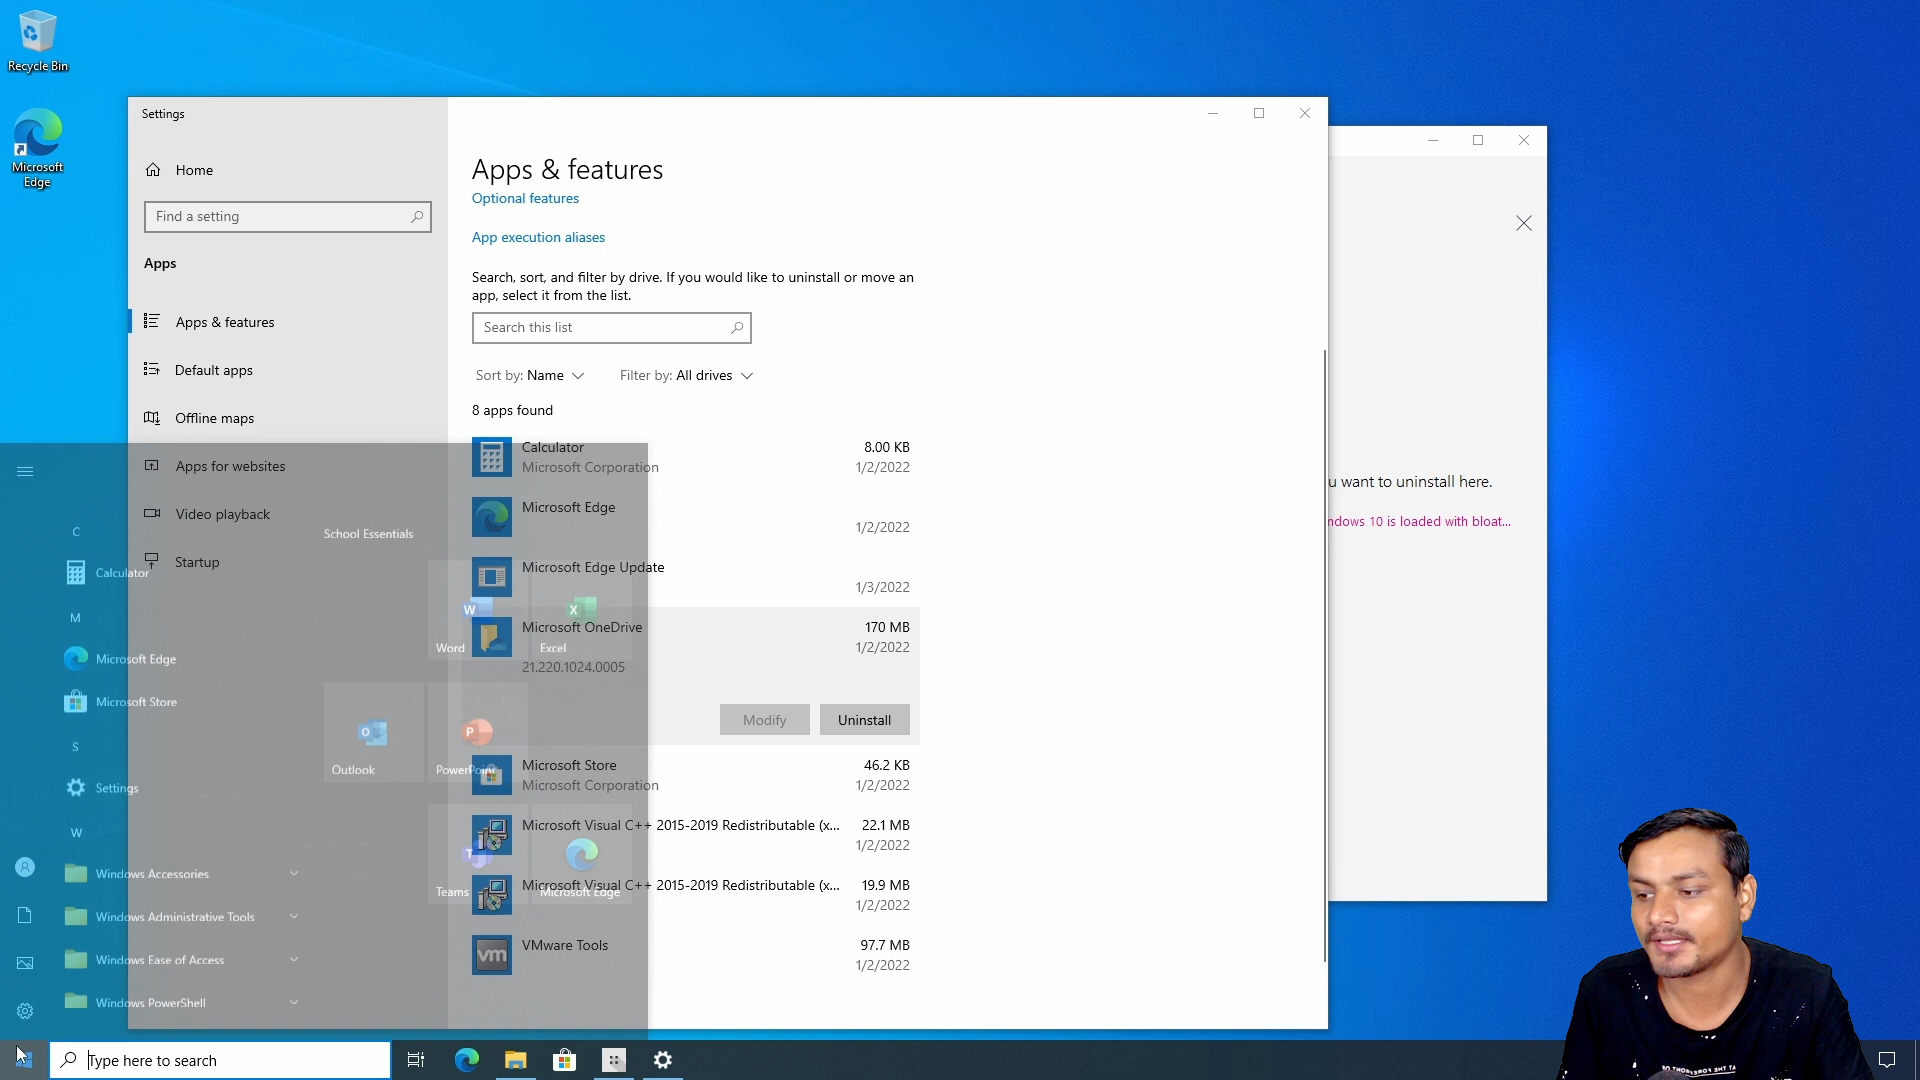 Recycle Bin
Microsoft
Edge
Settings
Home
Find a setting
Apps
Apps & features
Default apps
Offline maps
Apps for websites
Video playback
Startup
Apps & features
Optional features
App execution aliases
Search, sort, and filter by drive. If you would like to uninstall or move an
app, select it from the list.
Search this list
Sort by: Name
Filter by: All drives
8 apps found
Calculator 8.00 KB
Microsoft Corporation 1/2/2022
Microsoft Edge
1/2/2022
Microsoft Edge Update
1/3/2022
Microsoft OneDrive 170 MB
1/2/2022
21.220.1024.0005
Modify Uninstall
Microsoft Store 46.2 KB
Microsoft Corporation 1/2/2022
Microsoft Visual C++ 2015-2019 Redistributable (x... 22.1 MB
1/2/2022
Microsoft Visual C++ 2015-2019 Redistributable (x... 19.9 MB
1/2/2022
vm
VMware Tools 97.7 MB
1/2/2022
u want to uninstall here.
ndows 10 is loaded with bloat...
C
Calculator
M
Microsoft Edge
Microsoft Store
S
Settings
W
Windows Accessories
Windows Administrative Tools
Windows Ease of Access
Windows PowerShell
School Essentials
Word
Excel
Outlook
PowerPoint
Teams
Microsoft Edge
Type here to search